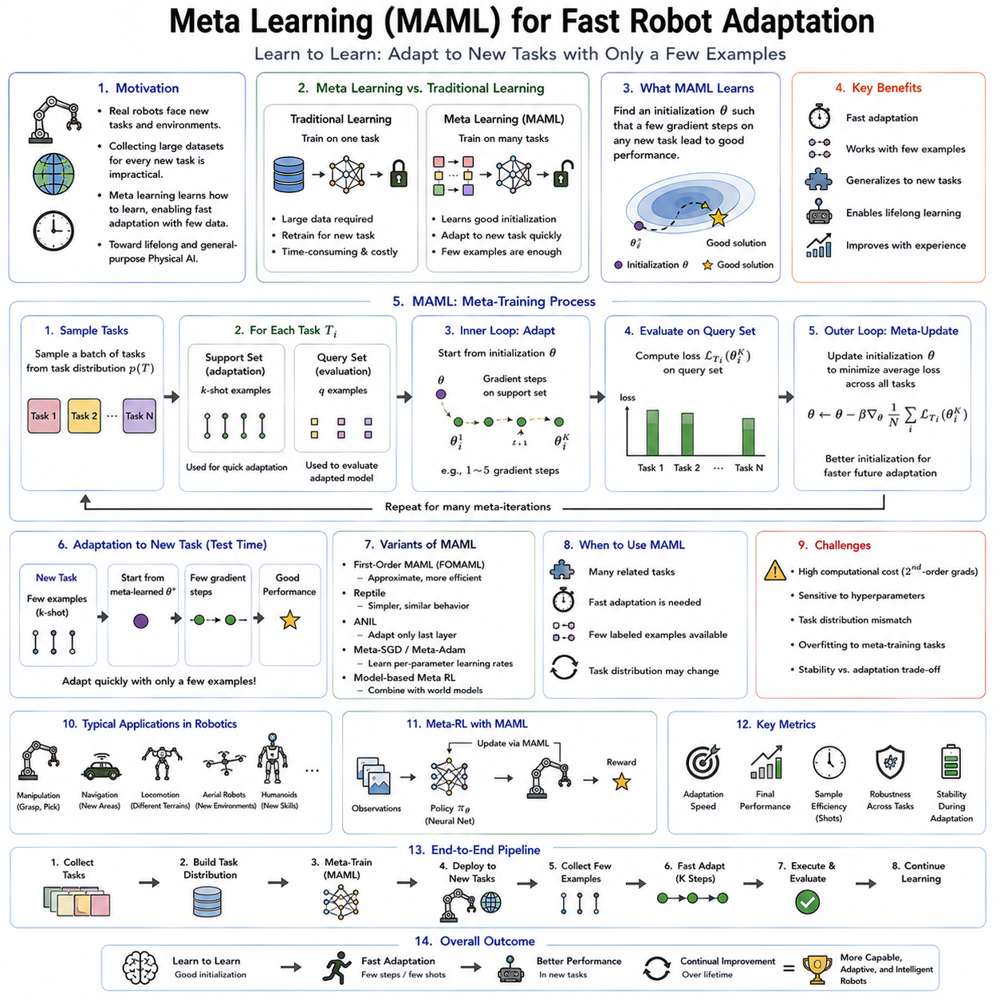 Meta Learning (MAML) for Fast Robot Adaptation
Learn to Learn: Adapt to New Tasks with Only a Few Examples
1. Motivation
• Real robots face new
tasks and environments.
• Collecting large datasets
for every new task is
impractical.
• Meta learning learns how
to learn, enabling fast
adaptation with few data.
• Toward lifelong and general-
purpose Physical AI.
2. Meta Learning vs. Traditional Learning
Traditional Learning
Train on one task
• Large data required
• Retrain for new task
• Time-consuming & costly
Meta Learning (MAML)
Train on many tasks
• Learns good initialization
• Adapt to new task quickly
• Few examples are enough
3. What MAML Learns
Find an initialization θ such
that a few gradient steps on
any new task lead to good
performance.
Good solution
Initialization θ
Good solution
4. Key Benefits
Fast adaptation
Works with few examples
Generalizes to new tasks
Enables lifelong learning
Improves with experience
5. MAML: Meta-Training Process
1. Sample Tasks
Sample a batch of tasks
from task distribution p(T)
Task 1 Task 2 ... Task N
2. For Each Task T_i
Support Set
(adaptation)
k-shot examples
Used for quick adaptation
Query Set
(evaluation)
q examples
Used to evaluate
adapted model
3. Inner Loop: Adapt
Start from initialization θ
θ
Gradient steps
on support set
θ_i^1 θ_i^K
e.g., 1∼5 gradient steps
4. Evaluate on Query Set
Compute loss L_{T_i}(θ_i^K)
on query set
loss
Task 1 Task 2 ... Task N
5. Outer Loop: Meta-Update
Update initialization θ
to minimize average loss
across all tasks
θ ← θ − β∇_θ 1/N ∑_i L_{T_i}(θ_i^K)
Better initialization for
faster future adaptation
Repeat for many meta-iterations
6. Adaptation to New Task (Test Time)
New Task
Few examples
(k-shot)
Start from
meta-learned θ*
Few gradient
steps
Good
Performance
Adapt quickly with only a few examples!
7. Variants of MAML
• First-Order MAML (FOMAML)
– Approximate, more efficient
• Reptile
– Simpler, similar behavior
• ANIL
– Adapt only last layer
• Meta-SGD / Meta-Adam
– Learn per-parameter learning rates
• Model-based Meta RL
– Combine with world models
8. When to Use MAML
Many related tasks
Fast adaptation is needed
Few labeled examples available
Task distribution may change
9. Challenges
• High computational cost (2^nd-order grads)
• Sensitive to hyperparameters
• Task distribution mismatch
• Overfitting to meta-training tasks
• Stability vs. adaptation trade-off
10. Typical Applications in Robotics
Manipulation
(Grasp, Pick)
Navigation
(New Areas)
Locomotion
(Different Terrains)
Aerial Robots
(New Environments)
Humanoids
(New Skills)
...
11. Meta-RL with MAML
Update via MAML
Observations
Policy π_θ
(Neural Net)
Reward
12. Key Metrics
Adaptation
Speed
Final
Performance
Sample
Efficiency
(Shots)
Robustness
Across Tasks
Stability
During
Adaptation
13. End-to-End Pipeline
1. Collect
Tasks
2. Build Task
Distribution
3. Meta-Train
(MAML)
4. Deploy to
New Tasks
5. Collect Few
Examples
6. Fast Adapt
(K Steps)
7. Execute &
Evaluate
8. Continue
Learning
14. Overall Outcome
Learn to Learn
Good initialization
Fast Adaptation
Few steps / few shots
Better Performance
In new tasks
Continual Improvement
Over lifetime
=
More Capable,
Adaptive, and Intelligent
Robots